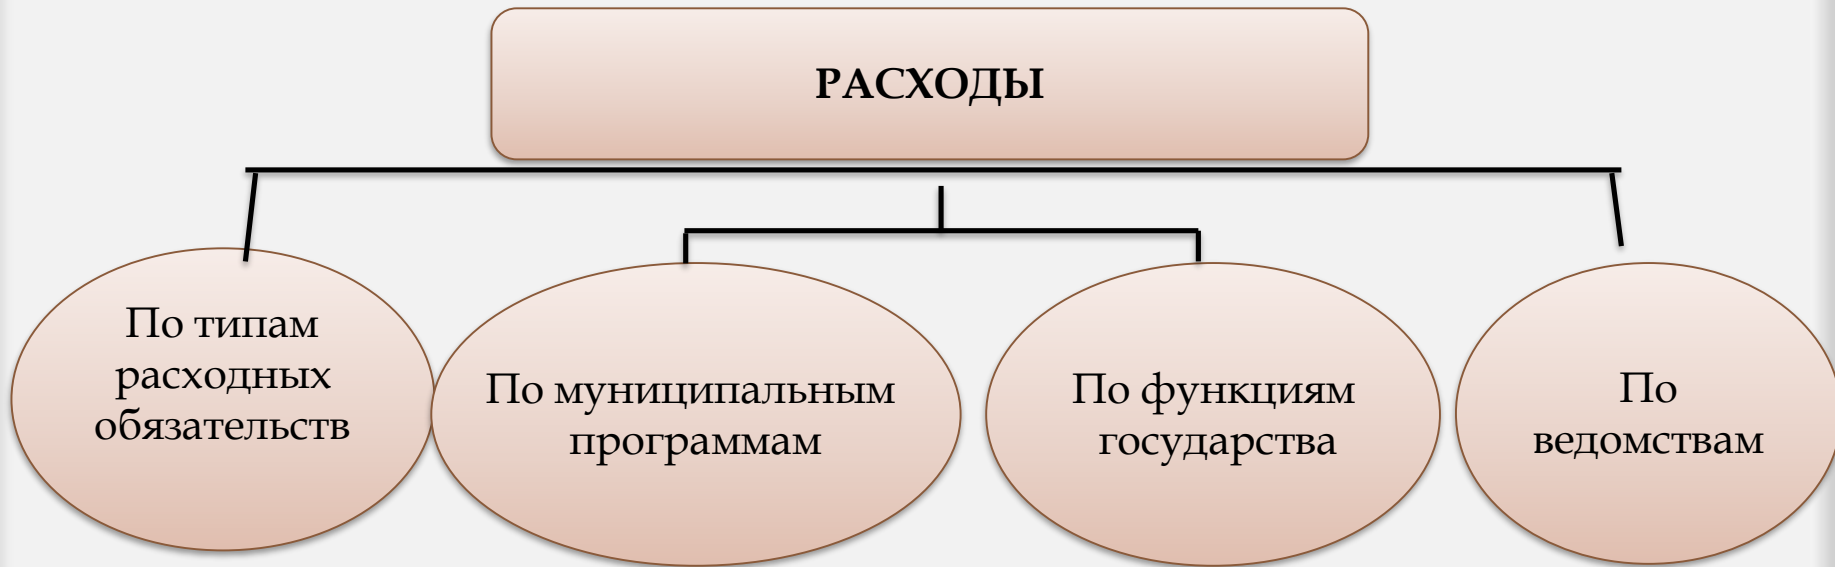 РАСХОДЫ
По типам
расходных
обязательств
По муниципальным
программам
По функциям
государства
По
ведомствам